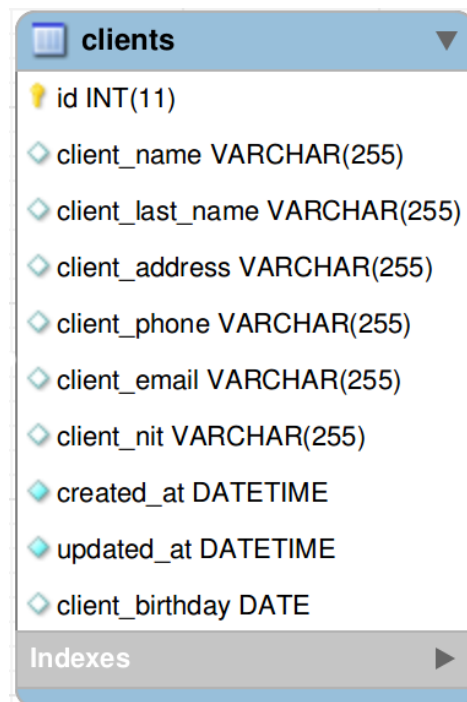 clients
id INT(11)
client_name VARCHAR(255)
client_last_name VARCHAR(255)
client_address VARCHAR(255)
client_phone VARCHAR(255)
client_email VARCHAR(255)
client_nit VARCHAR(255)
created_at DATETIME
updated_at DATETIME
client_birthday DATE
Indexes